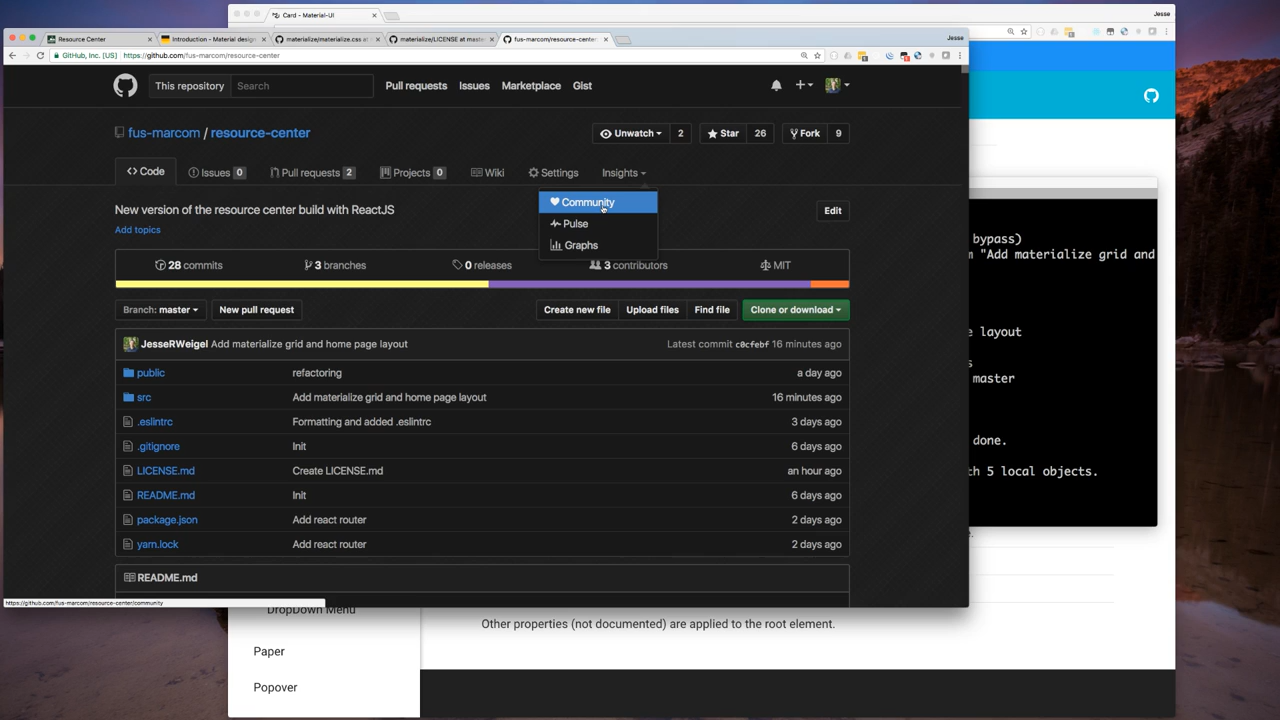 Card - Material-UI
Jesse
Resource Center
Introduction - Material desig
materialize/materialize.css at
materialize/LICENSE at maste
fus-marcom/resource-cente
Jesse
GitHub, Inc. [US] https://github.com/fus-marcom/resource-center
This repository Search Pull requests Issues Marketplace Gist
fus-marcom / resource-center
Unwatch 2 Star 26 Fork 9
Code Issues 0 Pull requests 2 Projects 0 Wiki Settings Insights
Community
Pulse
Graphs
New version of the resource center build with ReactJS
Edit
Add topics
28 commits 3 branches 0 releases 3 contributors MIT
Branch: master New pull request Create new file Upload files Find file Clone or download
JesseRWeigel Add materialize grid and home page layout Latest commit c0cfebf 16 minutes ago
public refactoring a day ago
src Add materialize grid and home page layout 16 minutes ago
.eslintrc Formatting and added .eslintrc 3 days ago
.gitignore Init 6 days ago
LICENSE.md Create LICENSE.md an hour ago
README.md Init 6 days ago
package.json Add react router 2 days ago
yarn.lock Add react router 2 days ago
README.md
https://github.com/fus-marcom/resource-center/community
bypass)
"Add materialize grid and
layout
master
done.
th 5 local objects.
DropDown Menu
Other properties (not documented) are applied to the root element.
Paper
Popover